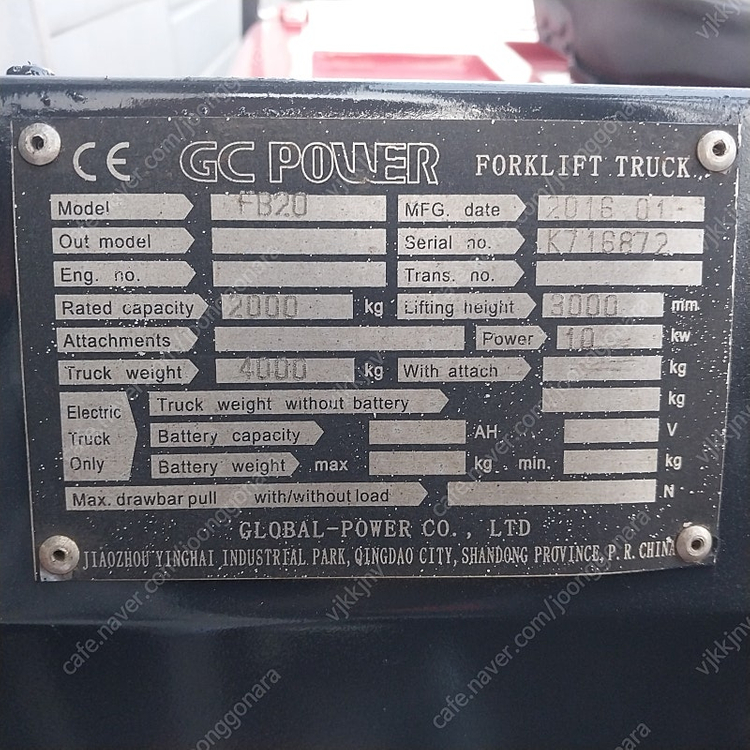 CE GC POWER FORKLIFT TRUCK
Model FB20 MFG. date 2016 01-
Out model Serial no. K716872
Eng. no. Trans. no.
Rated capacity 2000 kg Lifting height 3000 mm
Attachments Power 10 kw
Truck weight 4000 kg With attach kg
Electric Truck Only
Truck weight without battery kg
Battery capacity AH V
Battery weight max kg min. kg
Max. drawbar pull with/without load N
GLOBAL-POWER CO., LTD
JIAOZHOU YINGHAI INDUSTRIAL PARK, QINGDAO CITY, SHANDONG PROVINCE, P. R. CHINA
cafe.naver.com/joonggonara
vjkkjnv